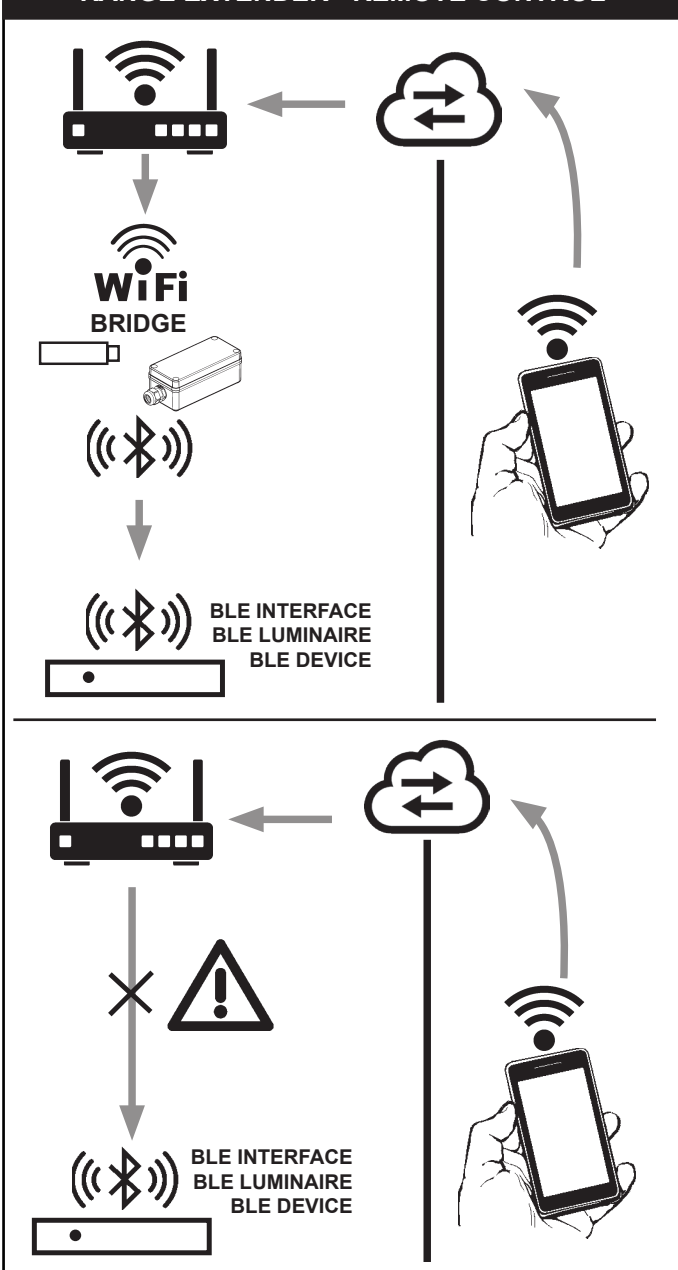 RANGE EXTENDER - REMOTE CONTROL
WiFi
BRIDGE
BLE INTERFACE
BLE LUMINAIRE
BLE DEVICE
BLE INTERFACE
BLE LUMINAIRE
BLE DEVICE